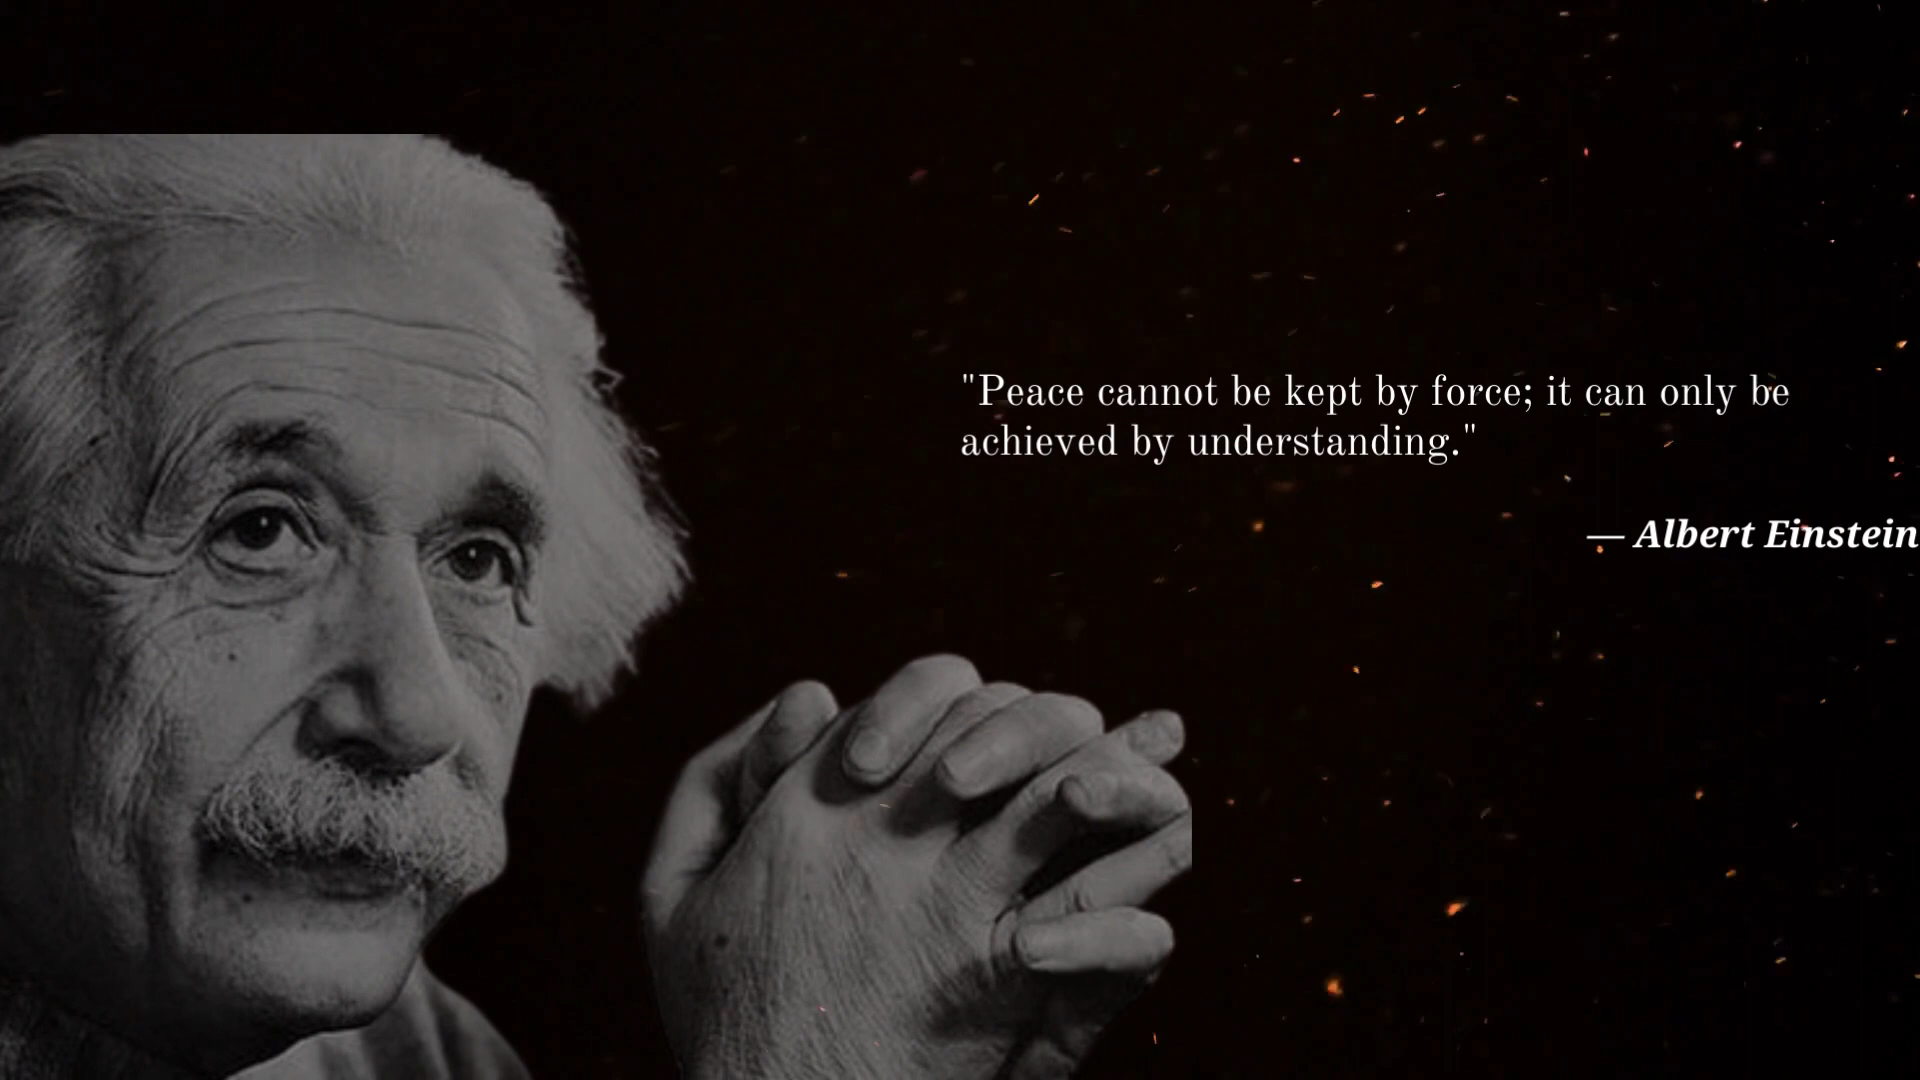 "Peace cannot be kept by force; it can only be
achieved by understanding."
— Albert Einstein